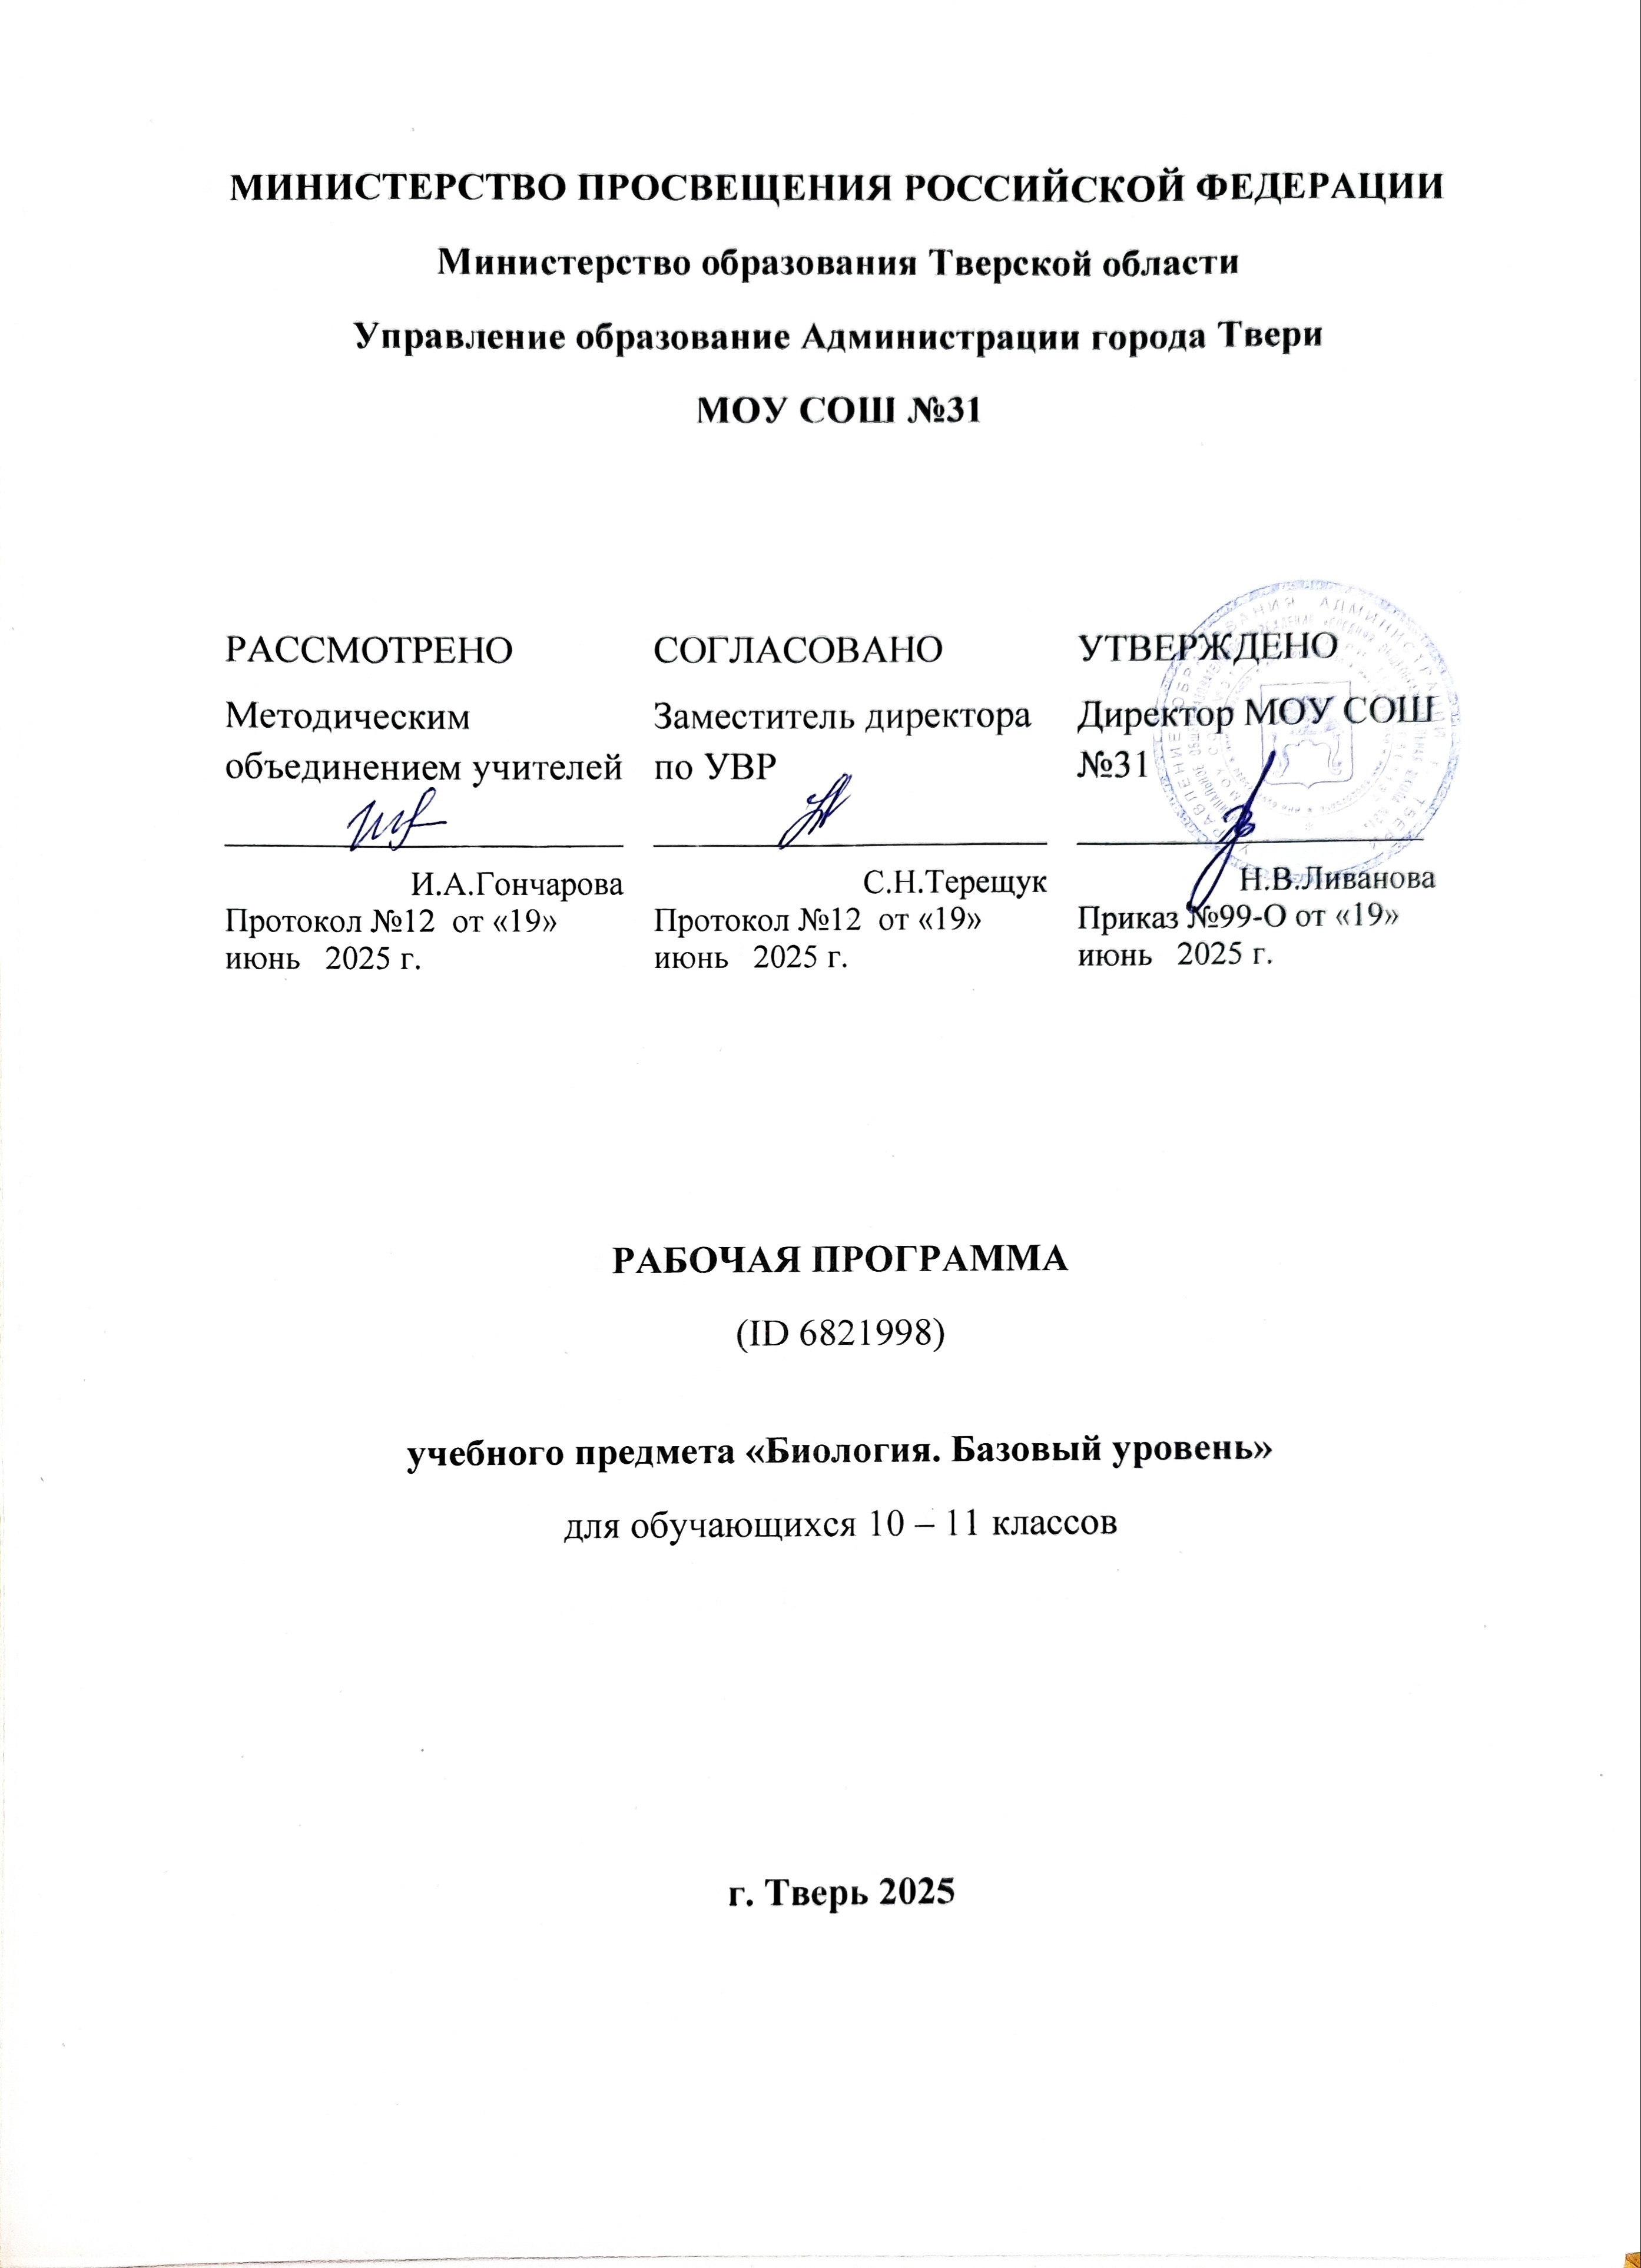 МИНИСТЕРСТВО ПРОСВЕЩЕНИЯ РОССИЙСКОЙ ФЕДЕРАЦИИ
Министерство образования Тверской области
Управление образование Администрации города Твери
МОУ СОШ №31
РАССМОТРЕНО
Методическим
объединением учителей
И.А.Гончарова
Протокол №12 от «19»
июнь 2025 г.
СОГЛАСОВАНО
Заместитель директора
по УВР
С.Н.Терещук
Протокол №12 от «19»
июнь 2025 г.
УТВЕРЖДЕНО
Директор МОУ СОШ
№31
Н.В.Ливанова
Приказ №99-О от «19»
июнь 2025 г.
РАБОЧАЯ ПРОГРАММА
(ID 6821998)
учебного предмета «Биология. Базовый уровень»
для обучающихся 10 – 11 классов
г. Тверь 2025